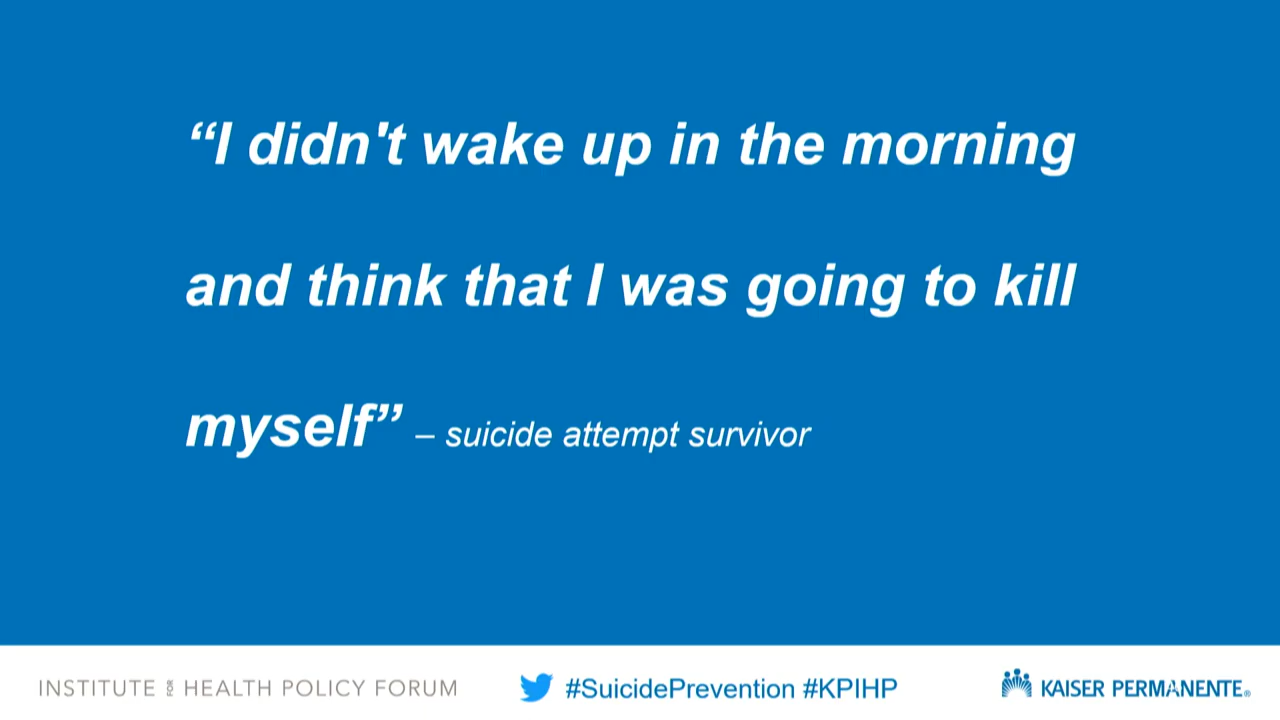 “I didn't wake up in the morning
and think that I was going to kill
myself” – suicide attempt survivor
INSTITUTE FOR HEALTH POLICY FORUM
#SuicidePrevention #KPIHP
KAISER PERMANENTE®